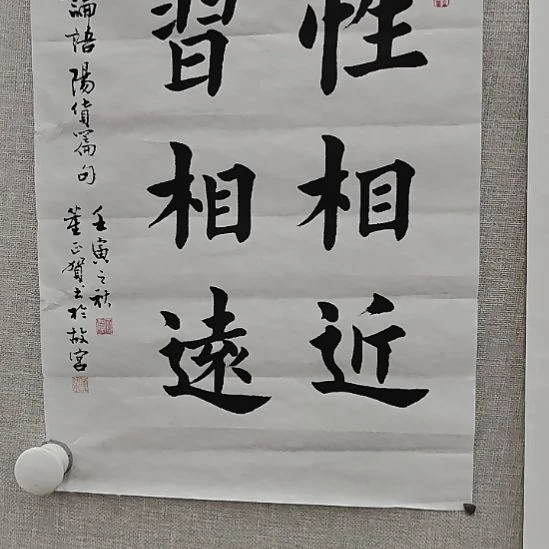 性相近
習相遠
論語陽貨篇句
壬寅之秋
董正賀書於故宮